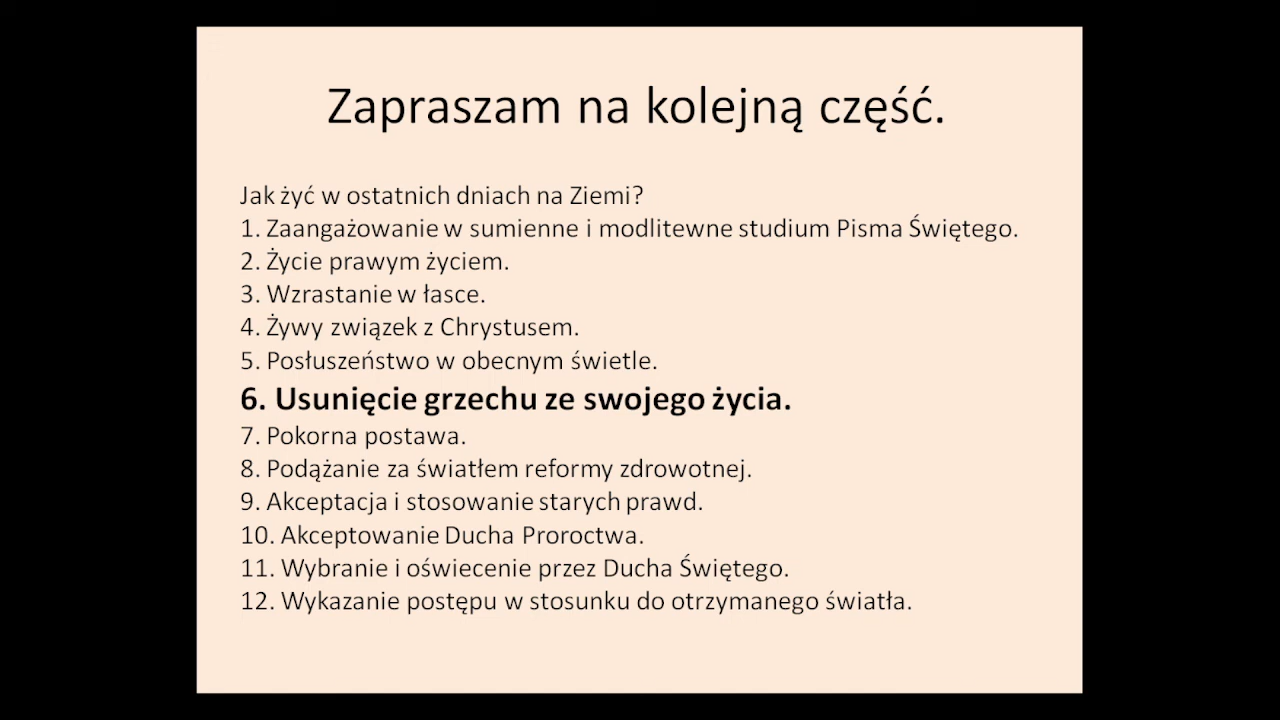 Zapraszam na kolejną część.
Jak żyć w ostatnich dniach na Ziemi?
1. Zaangażowanie w sumienne i modlitewne studium Pisma Świętego.
2. Życie prawym życiem.
3. Wzrastanie w łasce.
4. Żywy związek z Chrystusem.
5. Posłuszeństwo w obecnym świetle.
6. Usunięcie grzechu ze swojego życia.
7. Pokorna postawa.
8. Podążanie za światłem reformy zdrowotnej.
9. Akceptacja i stosowanie starych prawd.
10. Akceptowanie Ducha Proroctwa.
11. Wybranie i oświecenie przez Ducha Świętego.
12. Wykazanie postępu w stosunku do otrzymanego światła.